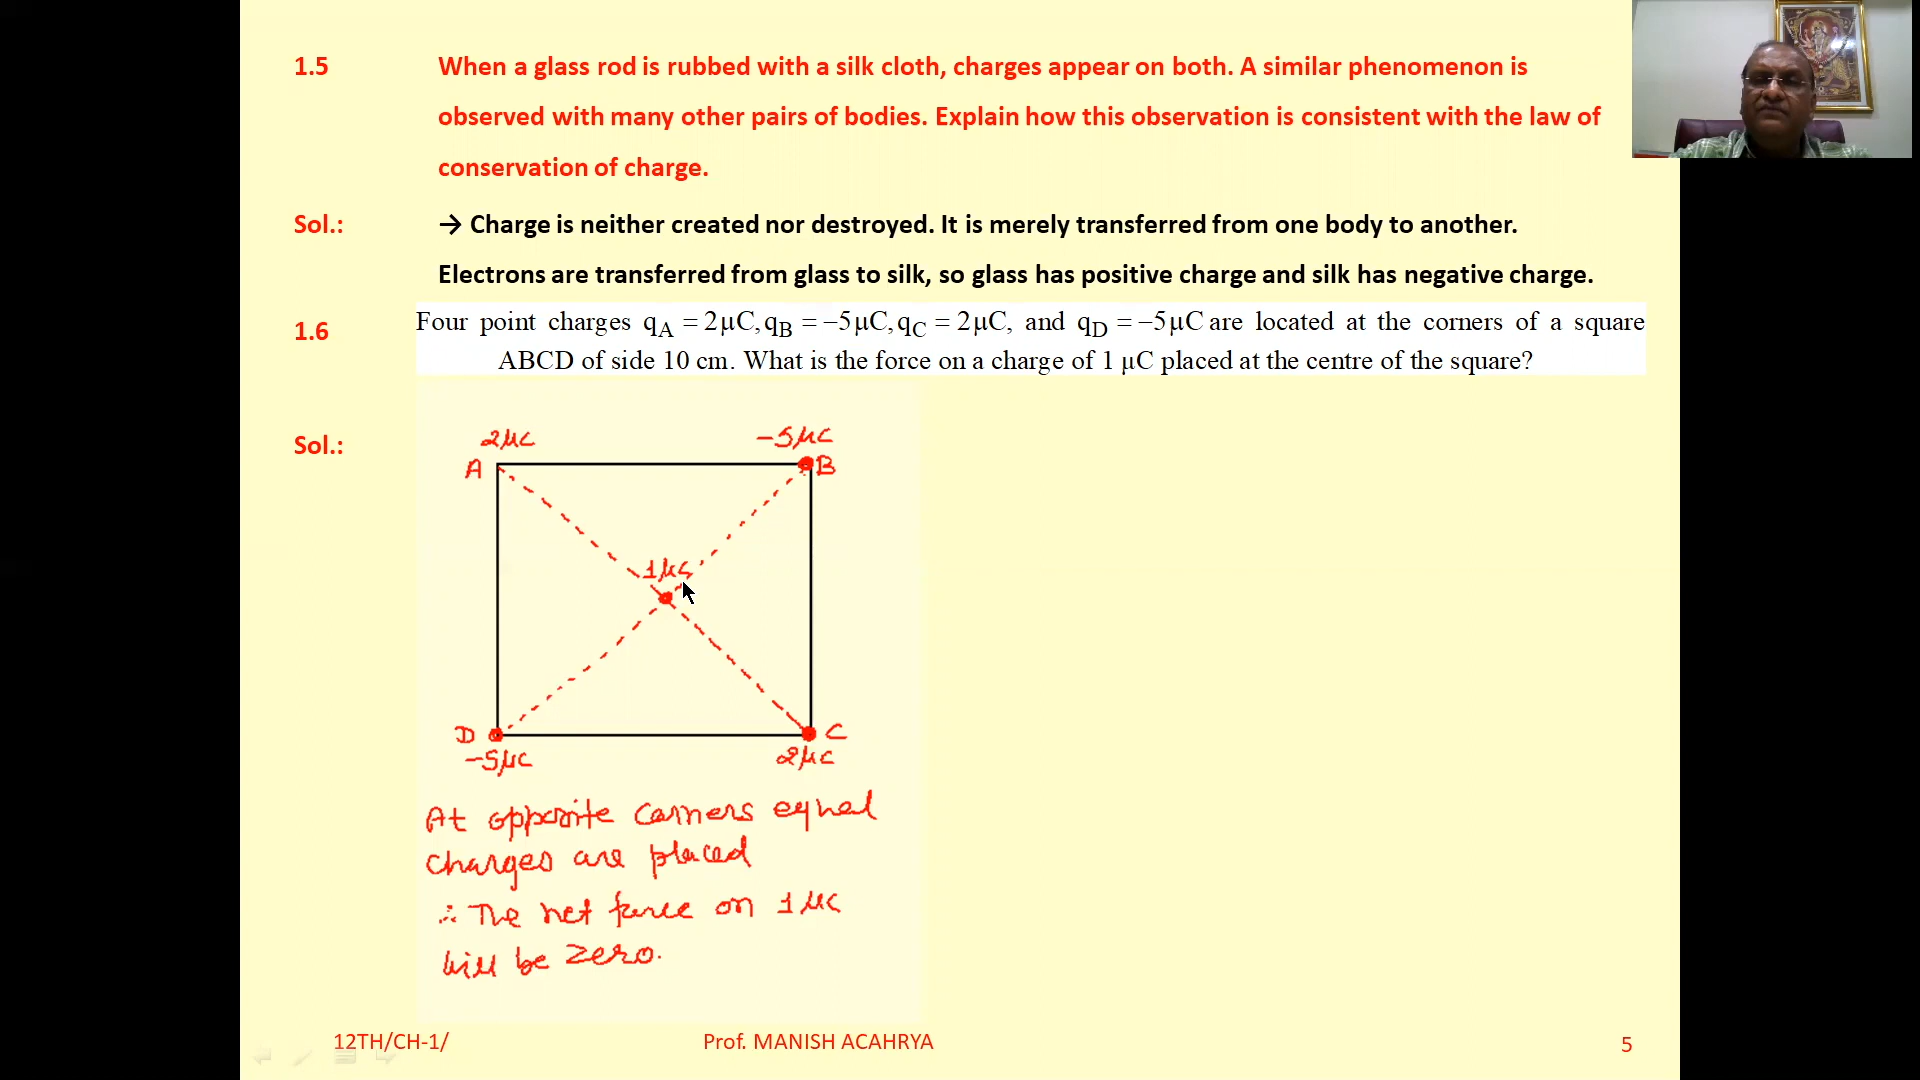 1.5 When a glass rod is rubbed with a silk cloth, charges appear on both. A similar phenomenon is
observed with many other pairs of bodies. Explain how this observation is consistent with the law of
conservation of charge.
Sol.: → Charge is neither created nor destroyed. It is merely transferred from one body to another.
Electrons are transferred from glass to silk, so glass has positive charge and silk has negative charge.
1.6 Four point charges qA = 2μC, qB = −5μC, qC = 2μC, and qD = −5μC are located at the corners of a square
ABCD of side 10 cm. What is the force on a charge of 1 μC placed at the centre of the square?
Sol.:
2μC −5μC
A B
1μC
D C
−5μC 2μC
At opposite corners equal
charges are placed
∴ The net force on 1μC
will be zero.
12TH/CH-1/ Prof. MANISH ACAHRYA 5